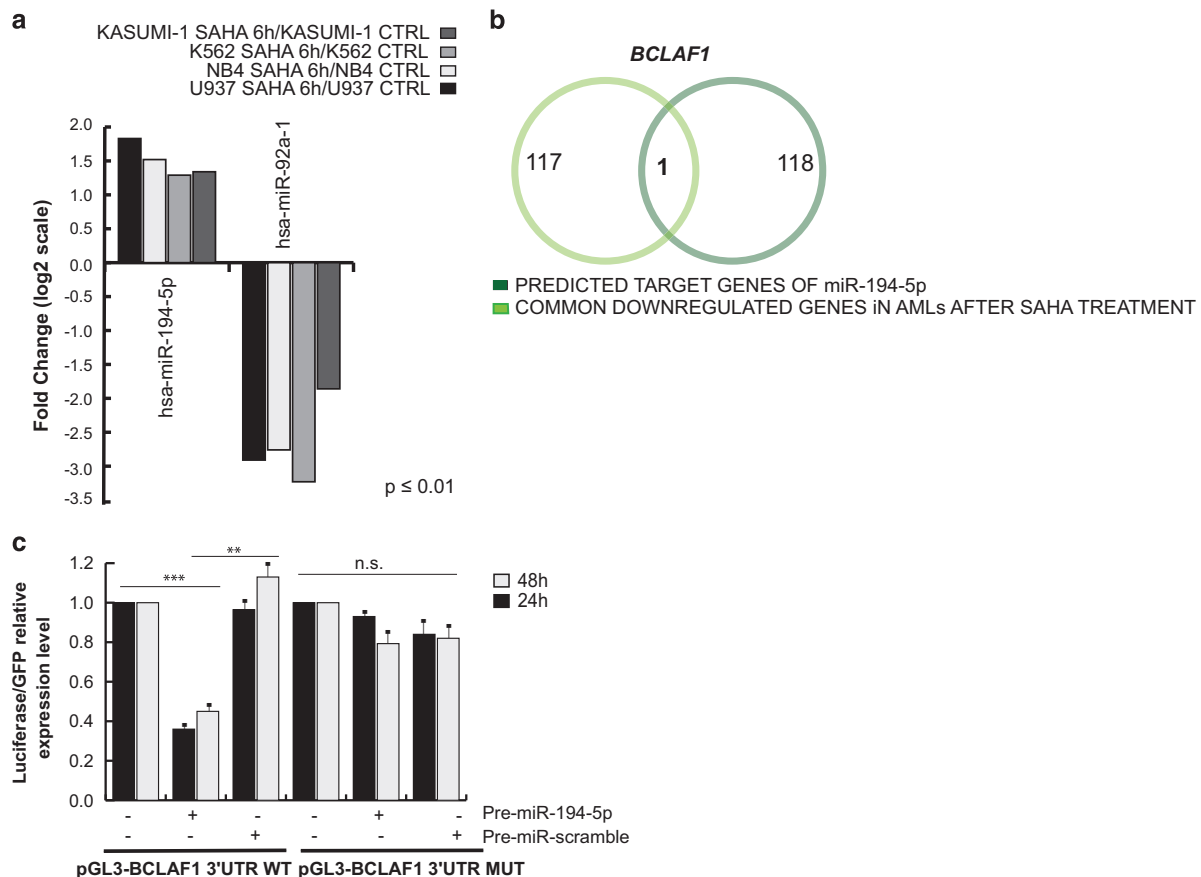 a
KASUMI-1 SAHA 6h/KASUMI-1 CTRL
K562 SAHA 6h/K562 CTRL
NB4 SAHA 6h/NB4 CTRL
U937 SAHA 6h/U937 CTRL
Fold Change (log2 scale)
2.0
1.5
1.0
0.5
0.0
-0.5
-1.0
-1.5
-2.0
-2.5
-3.0
-3.5
hsa-miR-194-5p
hsa-miR-92a-1
p ≤ 0.01
b
BCLAF1
117
1
118
PREDICTED TARGET GENES OF miR-194-5p
COMMON DOWNREGULATED GENES iN AMLs AFTER SAHA TREATMENT
c
Luciferase/GFP relative
expression level
1.2
1.0
0.8
0.6
0.4
0.2
0.0
***
**
n.s.
48h
24h
- + - - + - Pre-miR-194-5p
- - + - - + Pre-miR-scramble
pGL3-BCLAF1 3'UTR WT pGL3-BCLAF1 3'UTR MUT